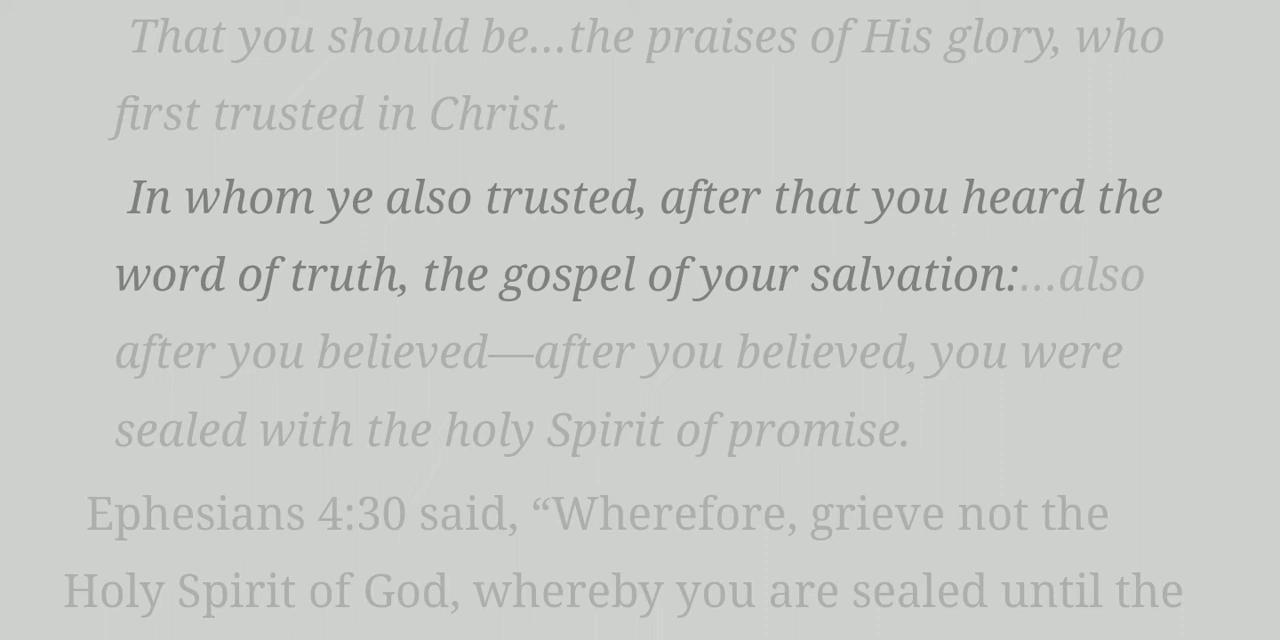 That you should be...the praises of His glory, who
first trusted in Christ.
In whom ye also trusted, after that you heard the
word of truth, the gospel of your salvation:...also
after you believed—after you believed, you were
sealed with the holy Spirit of promise.
Ephesians 4:30 said, “Wherefore, grieve not the
Holy Spirit of God, whereby you are sealed until the